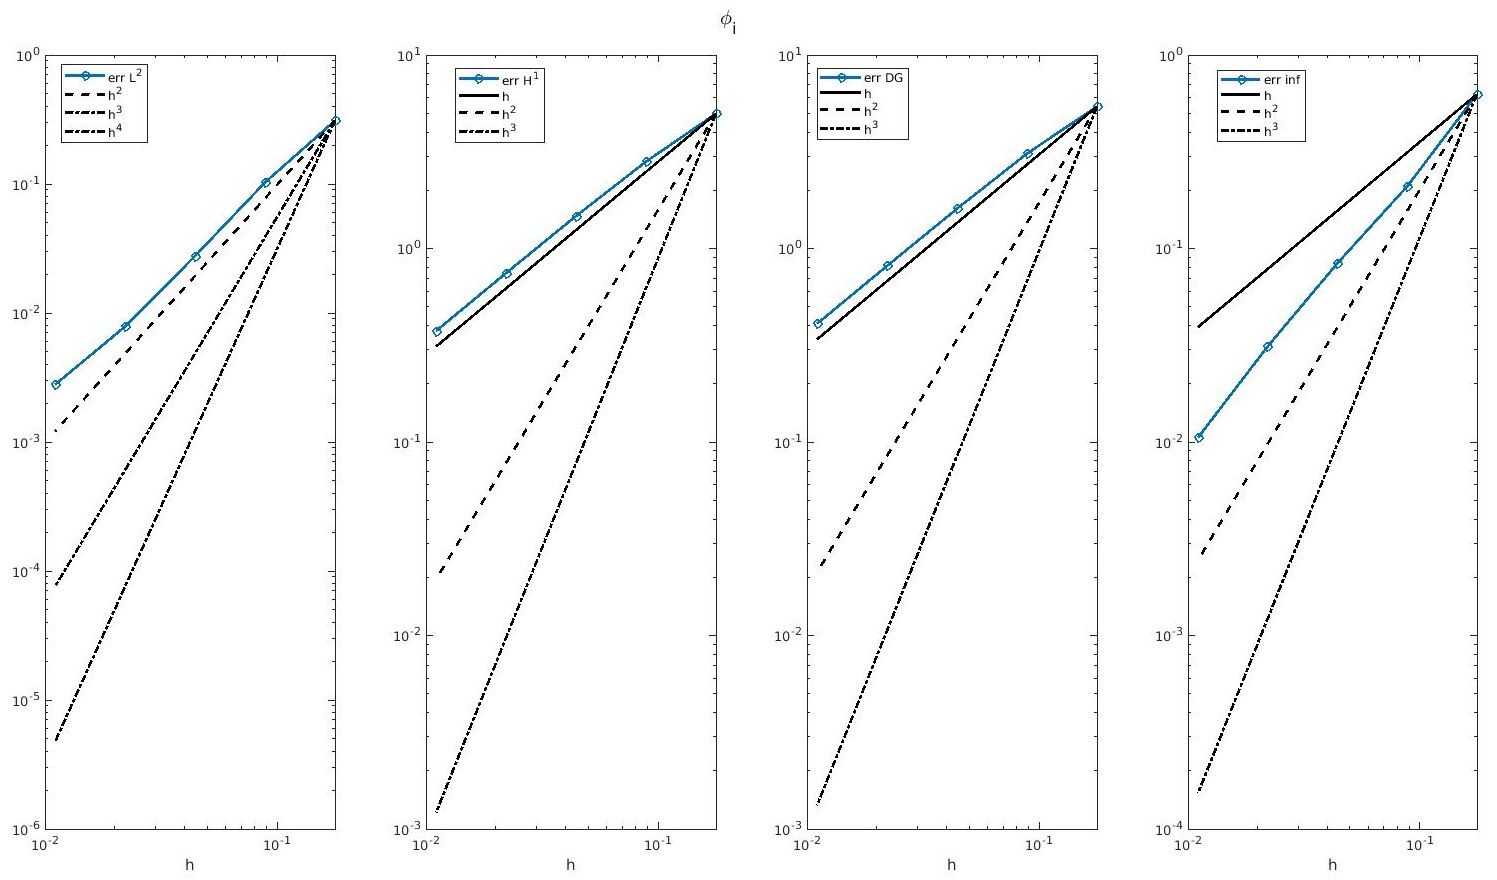 ϕᵢ
err L²
h²
h³
h⁴
10⁰
10⁻¹
10⁻²
10⁻³
10⁻⁴
10⁻⁵
10⁻⁶
10⁻² 10⁻¹
h
err H¹
h
h²
h³
10¹
10⁰
10⁻¹
10⁻²
10⁻³
10⁻² 10⁻¹
h
err DG
h
h²
h³
10¹
10⁰
10⁻¹
10⁻²
10⁻³
10⁻² 10⁻¹
h
err inf
h
h²
h³
10⁰
10⁻¹
10⁻²
10⁻³
10⁻⁴
10⁻² 10⁻¹
h